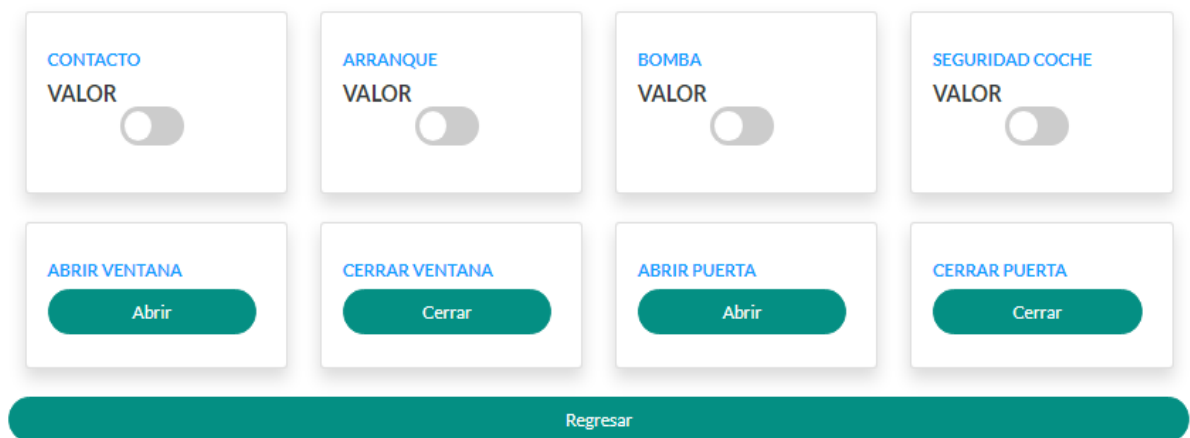 CONTACTO
VALOR
ARRANQUE
VALOR
BOMBA
VALOR
SEGURIDAD COCHE
VALOR
ABRIR VENTANA
Abrir
CERRAR VENTANA
Cerrar
ABRIR PUERTA
Abrir
CERRAR PUERTA
Cerrar
Regresar